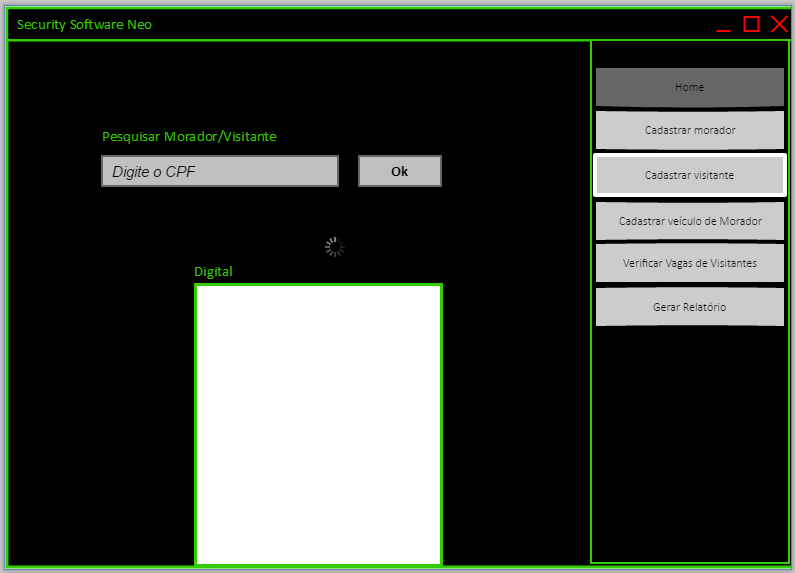 Security Software Neo
Pesquisar Morador/Visitante
Digite o CPF
Ok
Digital
Home
Cadastrar morador
Cadastrar visitante
Cadastrar veículo de Morador
Verificar Vagas de Visitantes
Gerar Relatório